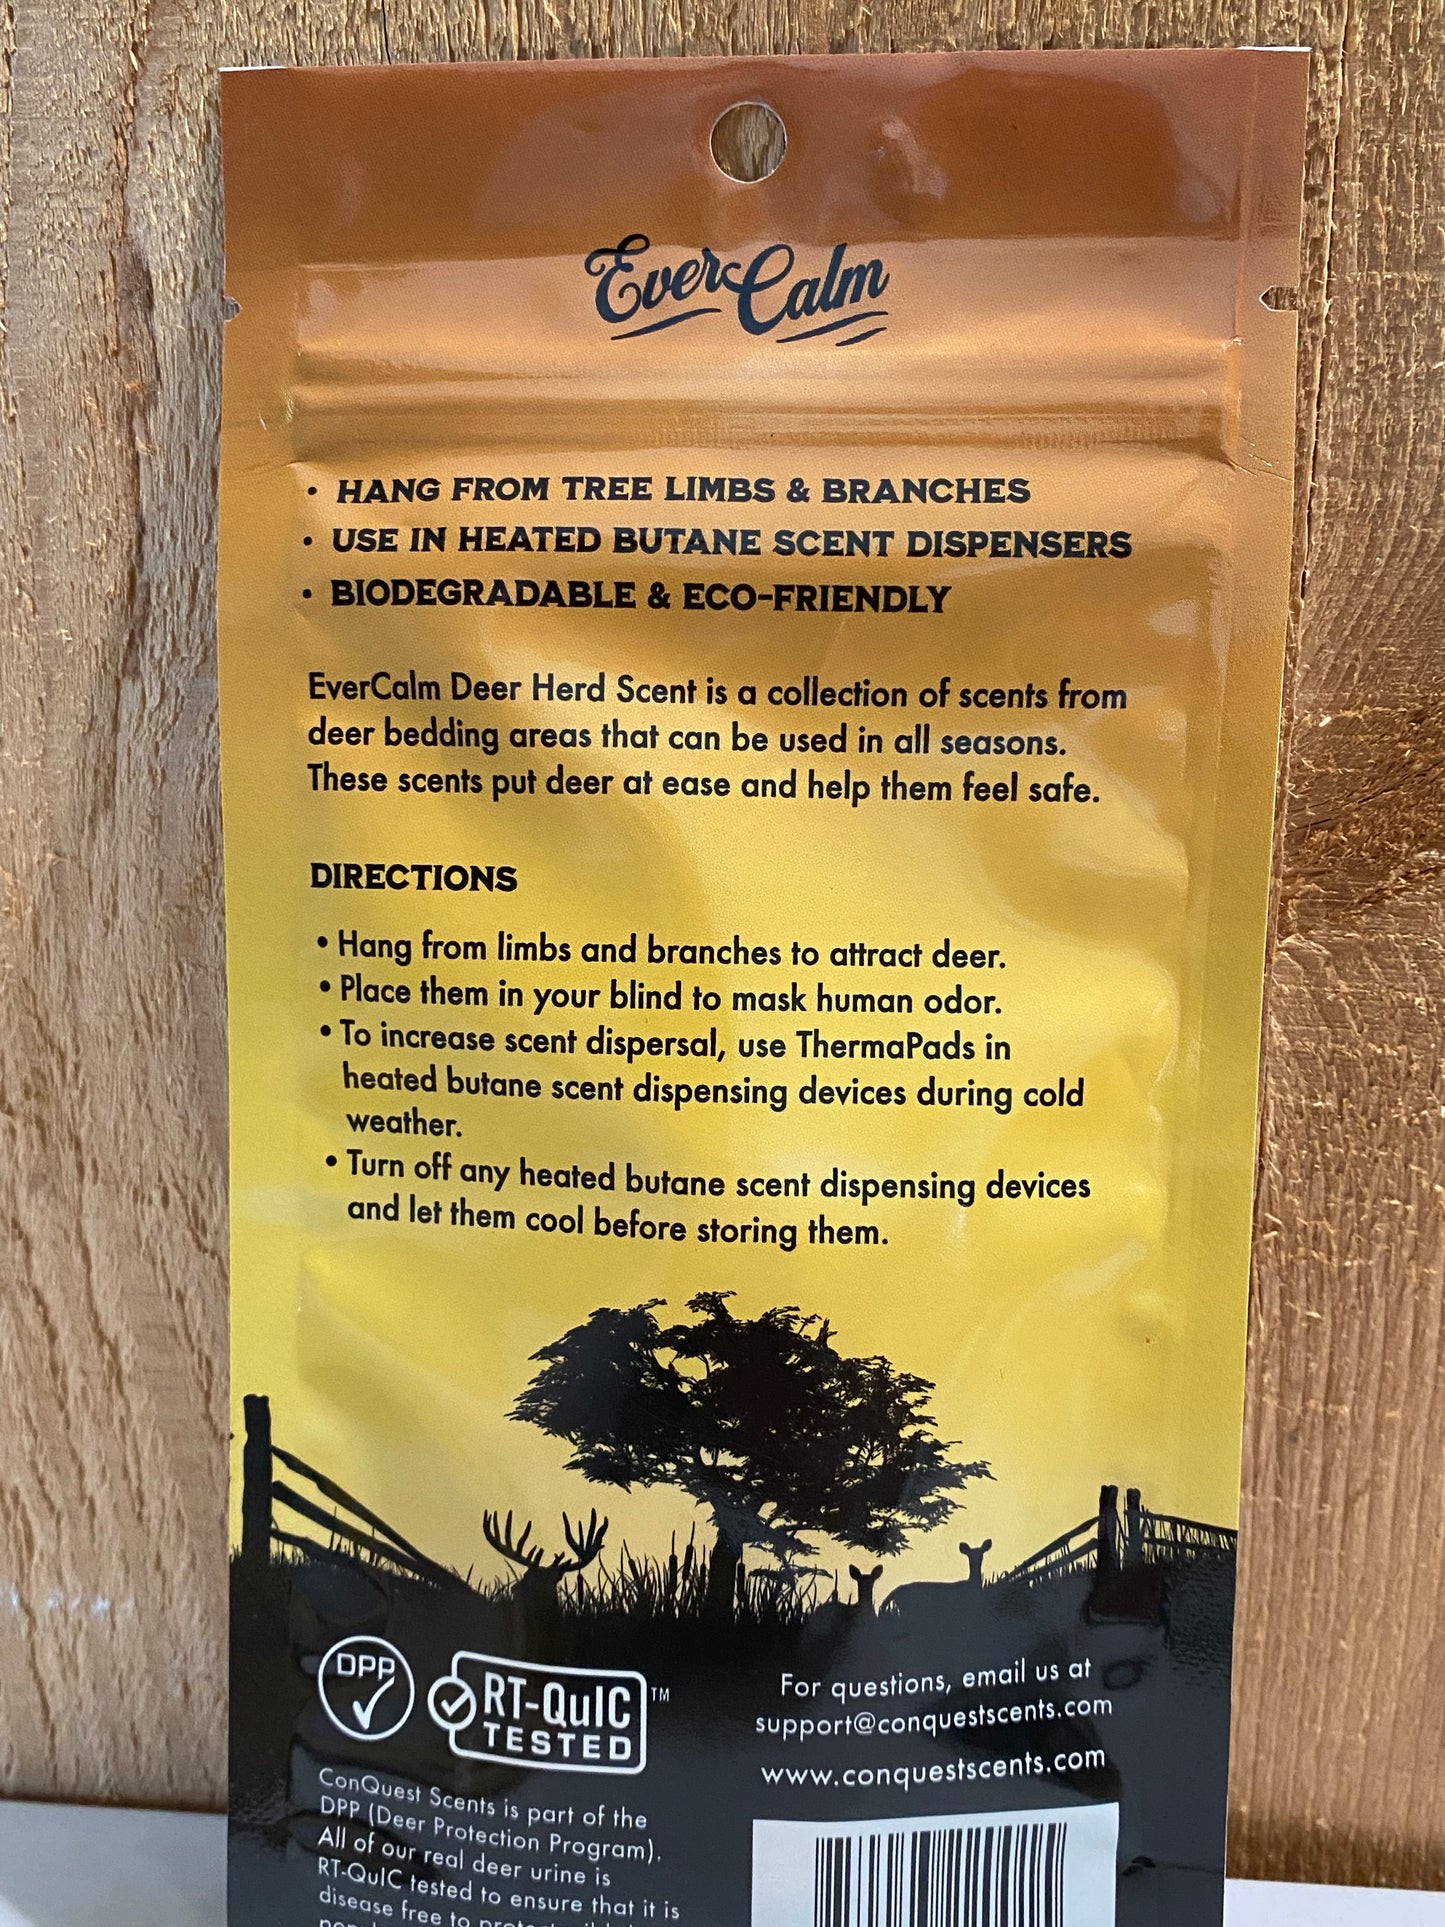 EverCalm
• HANG FROM TREE LIMBS & BRANCHES
• USE IN HEATED BUTANE SCENT DISPENSERS
• BIODEGRADABLE & ECO-FRIENDLY
EverCalm Deer Herd Scent is a collection of scents from
deer bedding areas that can be used in all seasons.
These scents put deer at ease and help them feel safe.
DIRECTIONS
• Hang from limbs and branches to attract deer.
• Place them in your blind to mask human odor.
• To increase scent dispersal, use ThermaPads in
heated butane scent dispensing devices during cold
weather.
• Turn off any heated butane scent dispensing devices
and let them cool before storing them.
DPP
RT-QuIC™
TESTED
ConQuest Scents is part of the
DPP (Deer Protection Program).
All of our real deer urine is
RT-QuIC tested to ensure that it is
disease free to
For questions, email us at
support@conquestscents.com
www.conquestscents.com